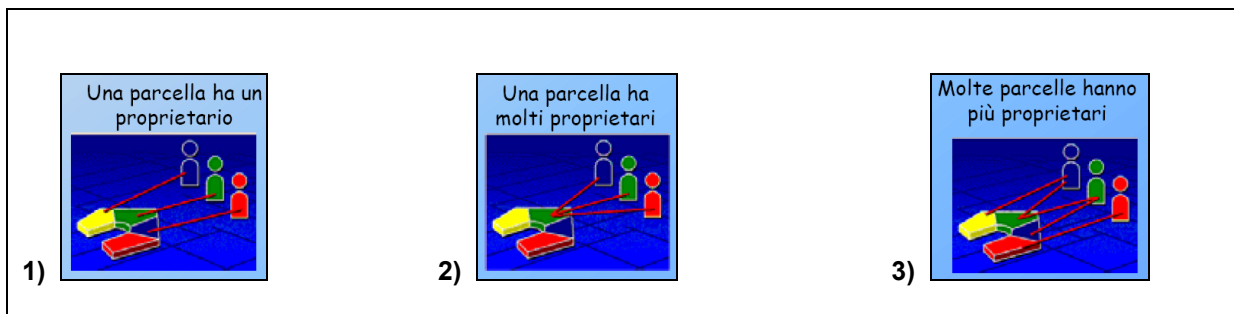 Una parcella ha un
proprietario
1)
Una parcella ha
molti proprietari
2)
Molte parcelle hanno
più proprietari
3)